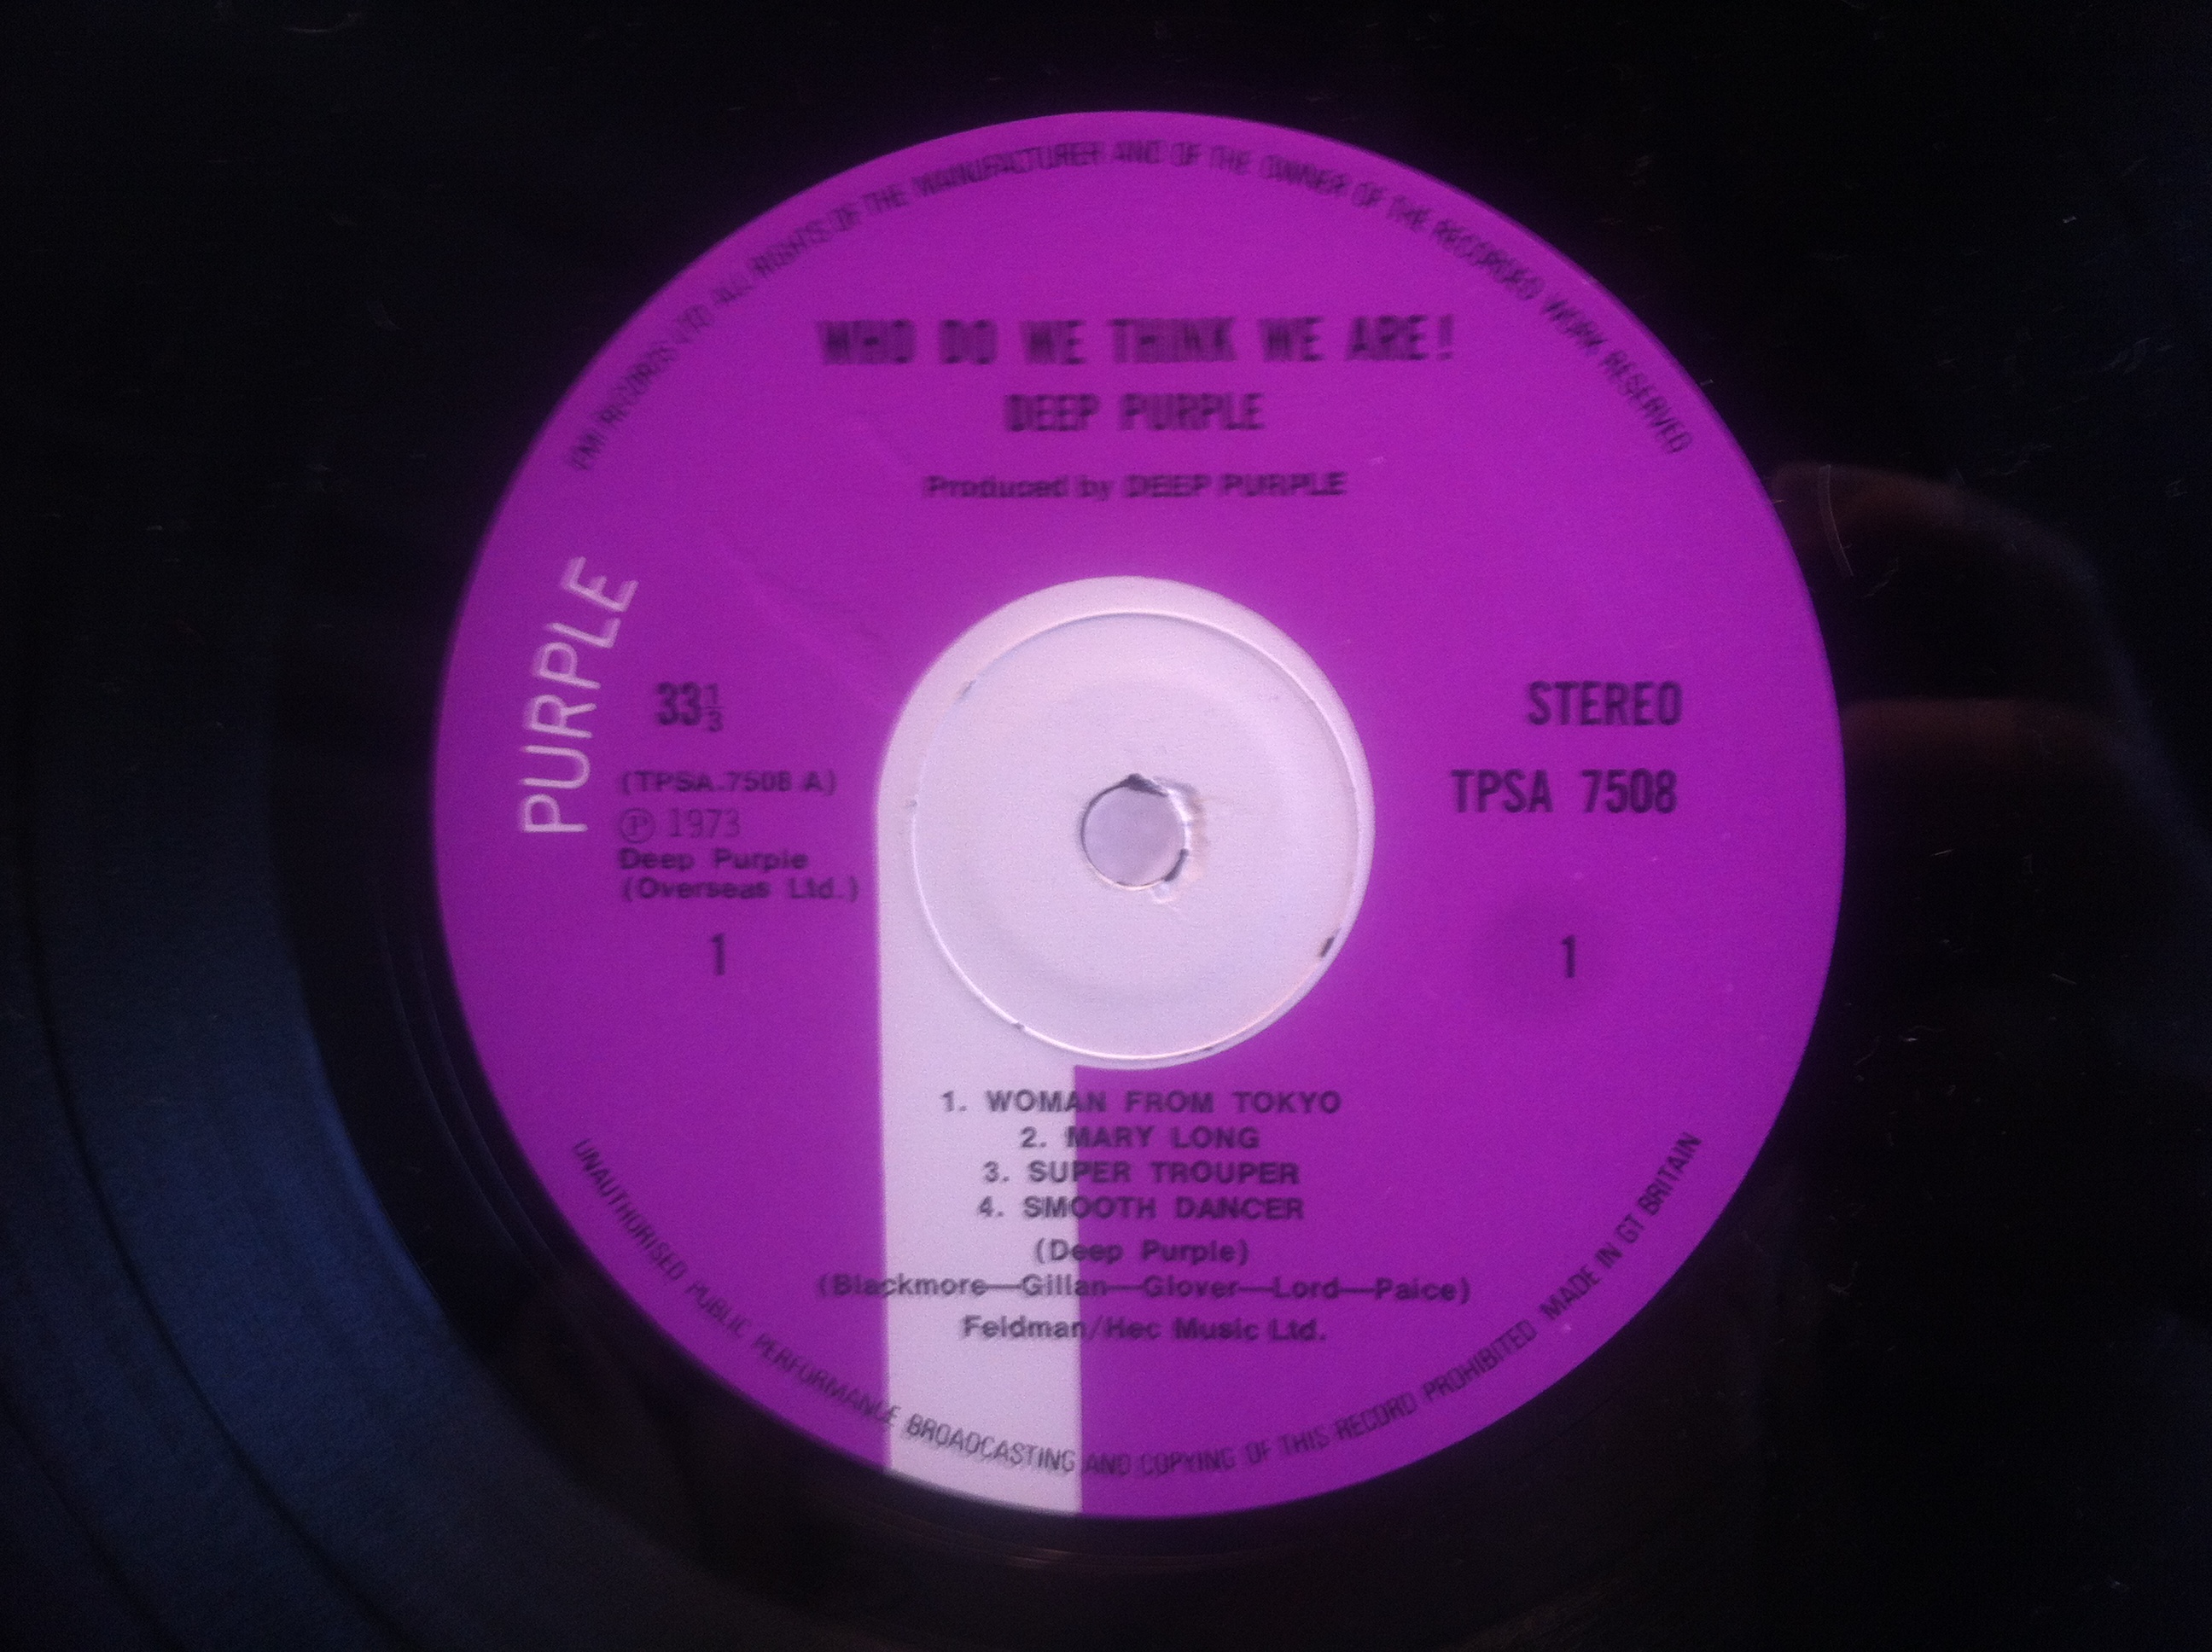 EMI RECORDS LTD ALL RIGHTS OF THE MANUFACTURER AND OF THE OWNER OF THE RECORDED WORK RESERVED
WHO DO WE THINK WE ARE!
DEEP PURPLE
Produced by DEEP PURPLE
PURPLE
33⅓
STEREO
(TPSA.7508 A)
TPSA 7508
Ⓟ 1973
Deep Purple
(Overseas Ltd.)
1
1
1. WOMAN FROM TOKYO
2. MARY LONG
3. SUPER TROUPER
4. SMOOTH DANCER
(Deep Purple)
(Blackmore—Gillan—Glover—Lord—Paice)
Feldman/Hec Music Ltd.
UNAUTHORISED PUBLIC PERFORMANCE BROADCASTING AND COPYING OF THIS RECORD PROHIBITED MADE IN GT BRITAIN